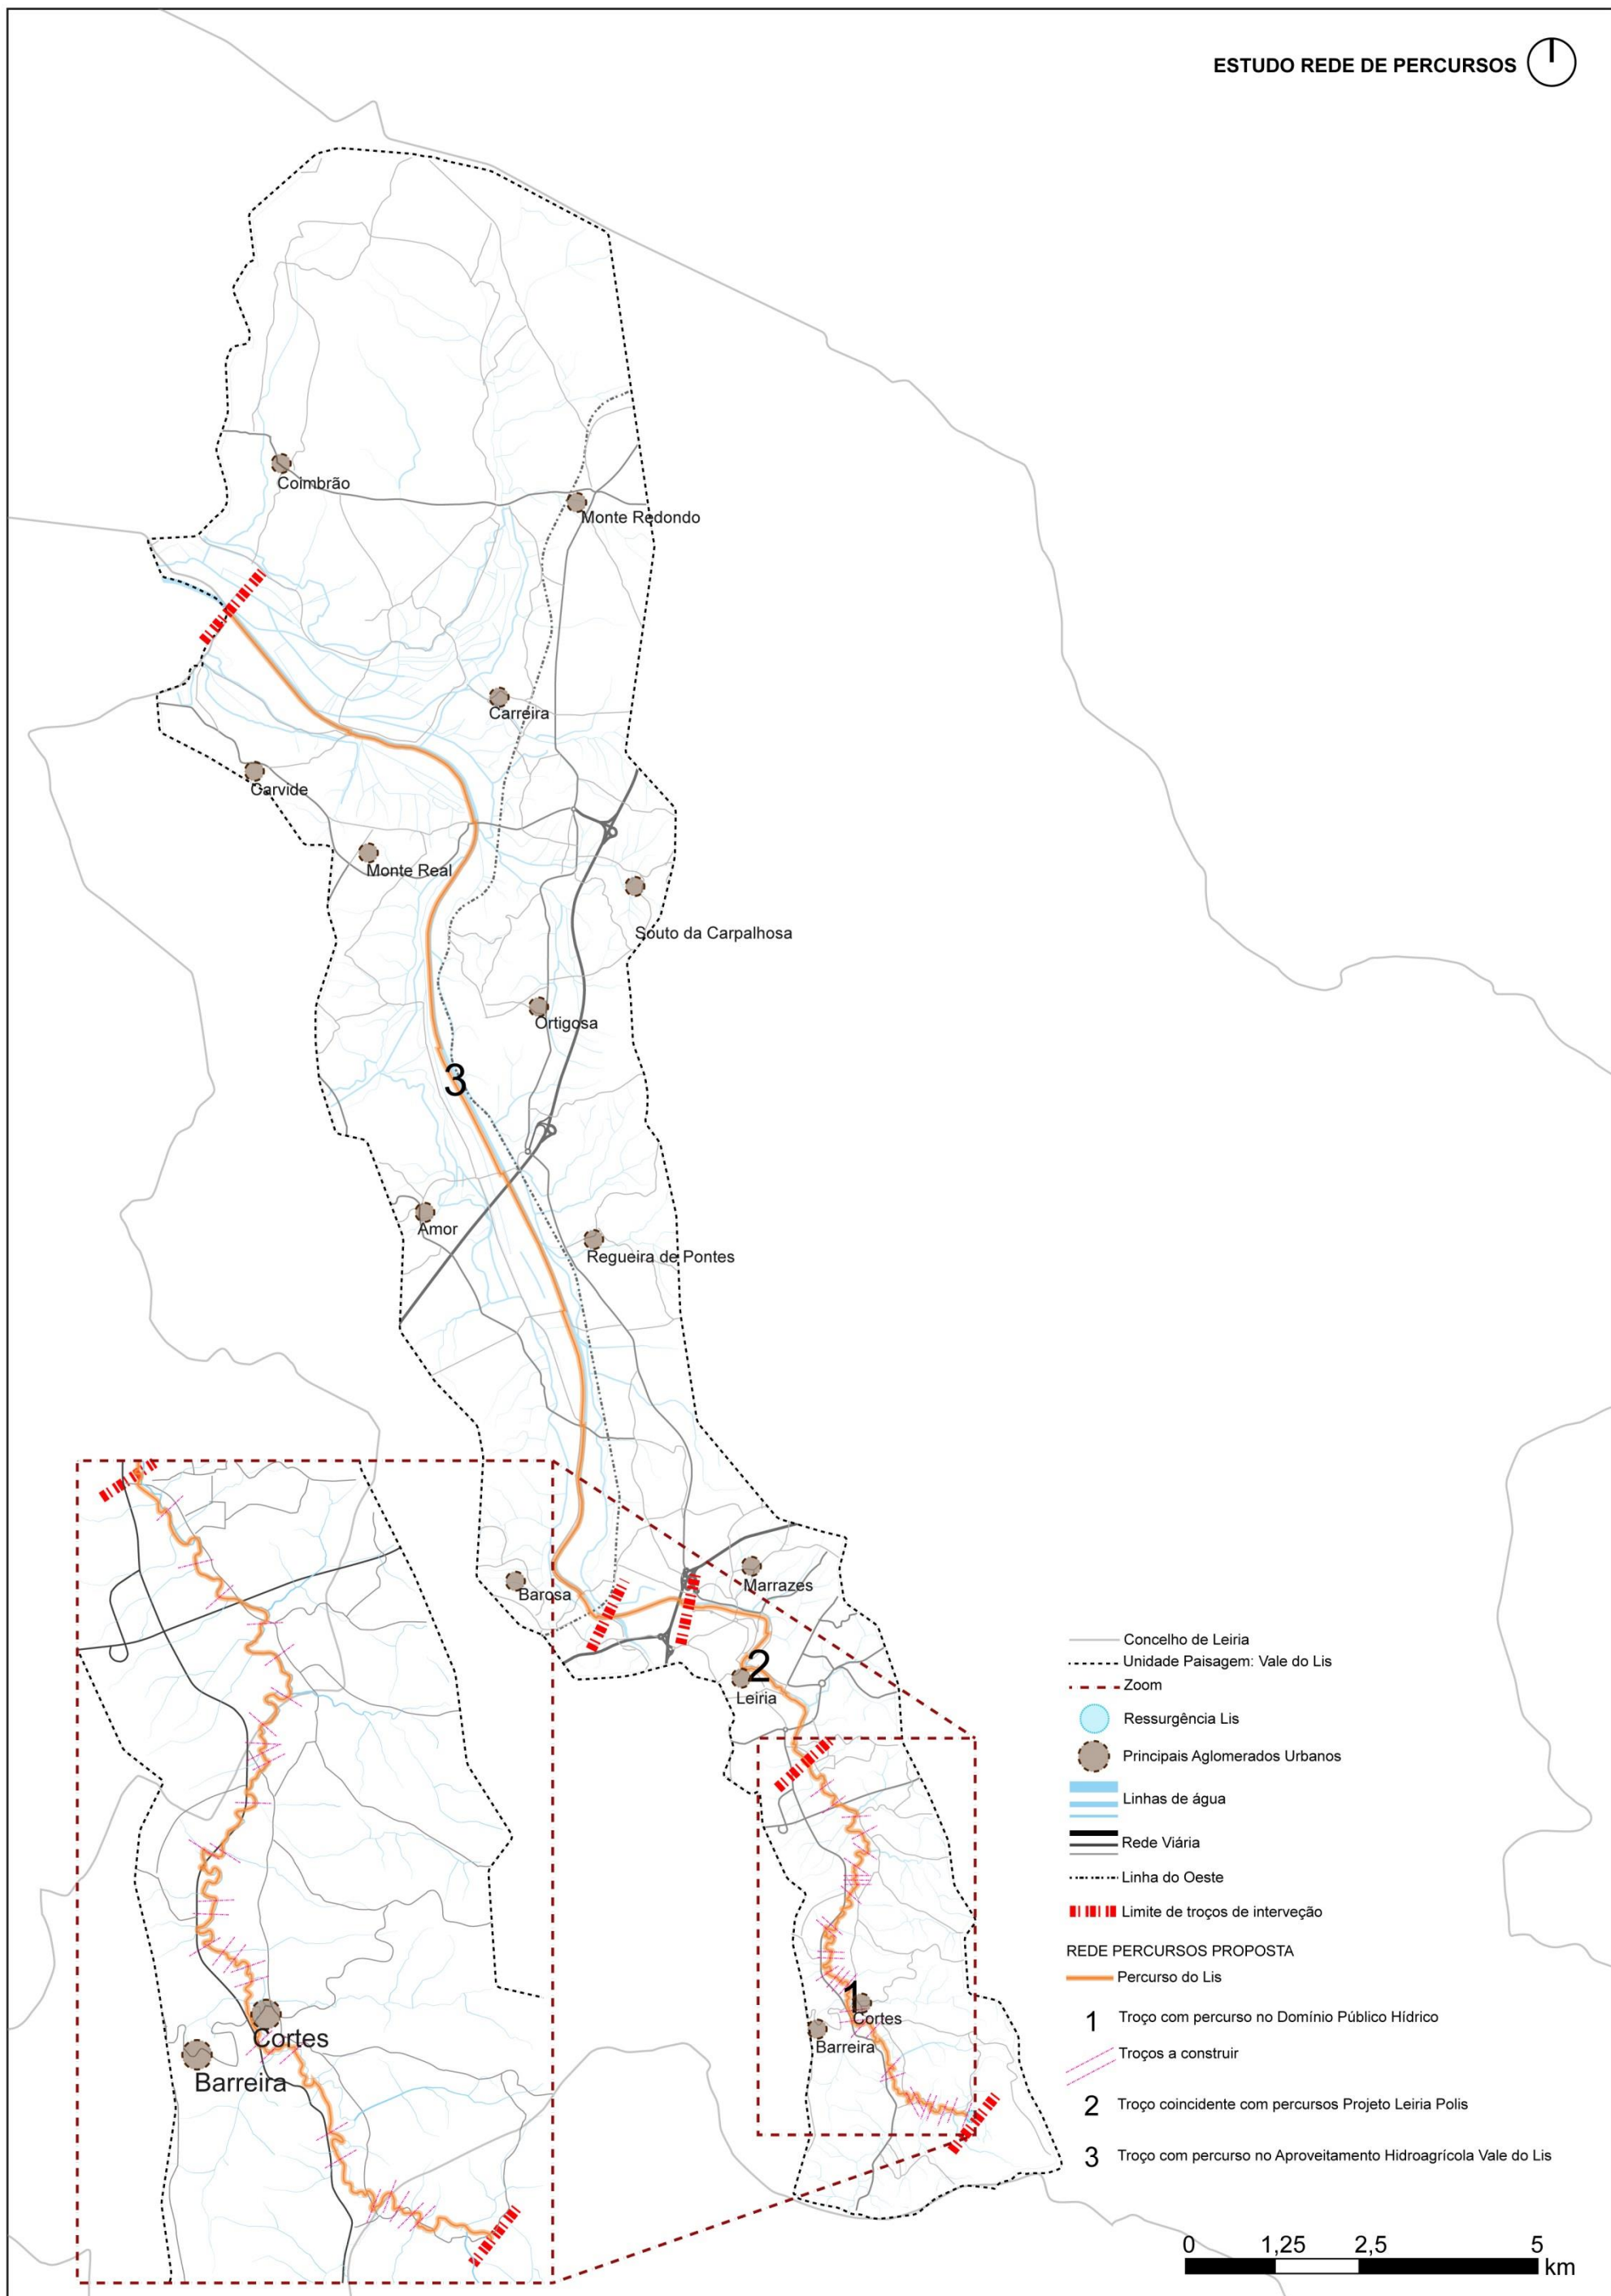 ESTUDO REDE DE PERCURSOS
Coimbrão
Monte Redondo
Carreira
Carvide
Monte Real
Souto da Carpalhosa
Ortigosa
3
Amor
Regueira de Pontes
Marrazes
Barosa
2
Leiria
1
Cortes
Barreira
Cortes
Barreira
Concelho de Leiria
Unidade Paisagem: Vale do Lis
Zoom
Ressurgência Lis
Principais Aglomerados Urbanos
Linhas de água
Rede Viária
Linha do Oeste
Limite de troços de interveção
REDE PERCURSOS PROPOSTA
Percurso do Lis
1 Troço com percurso no Domínio Público Hídrico
Troços a construir
2 Troço coincidente com percursos Projeto Leiria Polis
3 Troço com percurso no Aproveitamento Hidroagrícola Vale do Lis
0 1,25 2,5 5
km